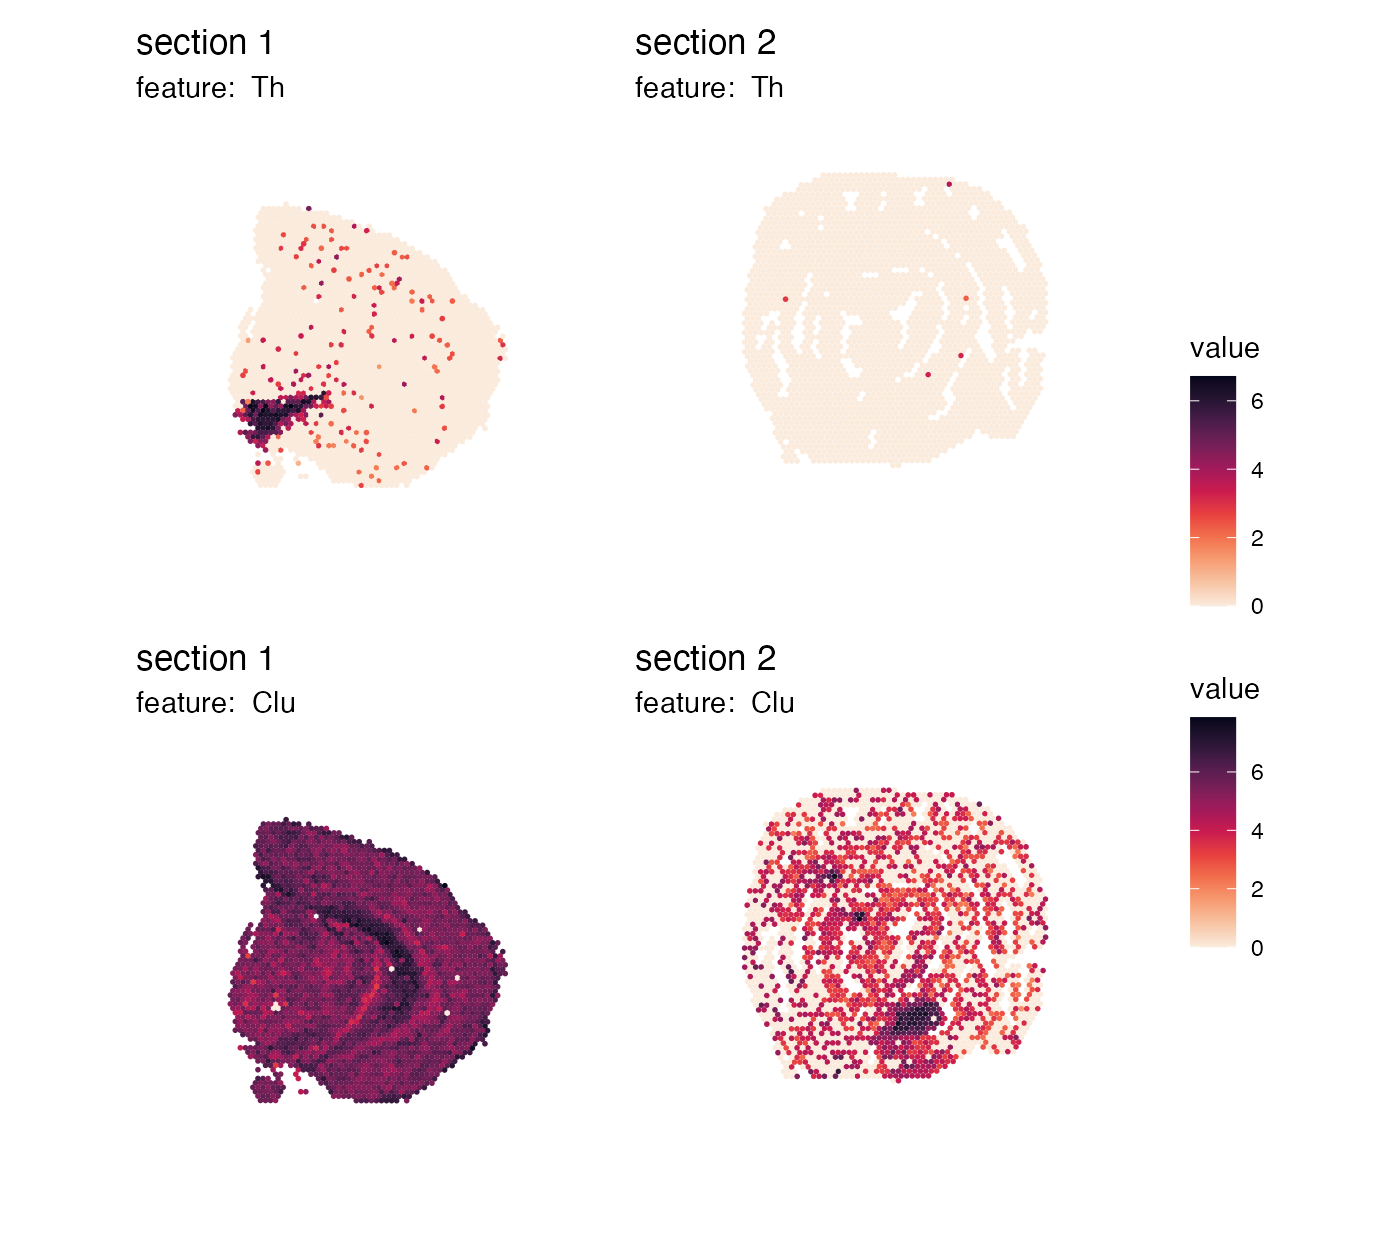 section 1
feature: Th
section 2
feature: Th
value
6
4
2
0
section 1
feature: Clu
section 2
feature: Clu
value
6
4
2
0